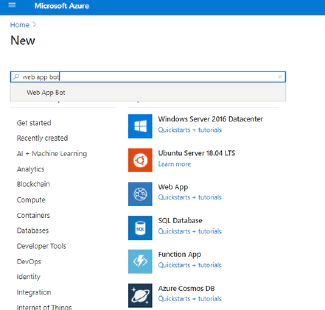 Microsoft Azure
Home >
New
web app bot
Web App Bot
Get started
Recently created
AI + Machine Learning
Analytics
Blockchain
Compute
Containers
Databases
Developer Tools
DevOps
Identity
Integration
Internet of Things
Windows Server 2016 Datacenter
Quickstarts + tutorials
Ubuntu Server 18.04 LTS
Learn more
Web App
Quickstarts + tutorials
SQL Database
Quickstarts + tutorials
Function App
Quickstarts + tutorials
Azure Cosmos DB
Quickstarts + tutorials